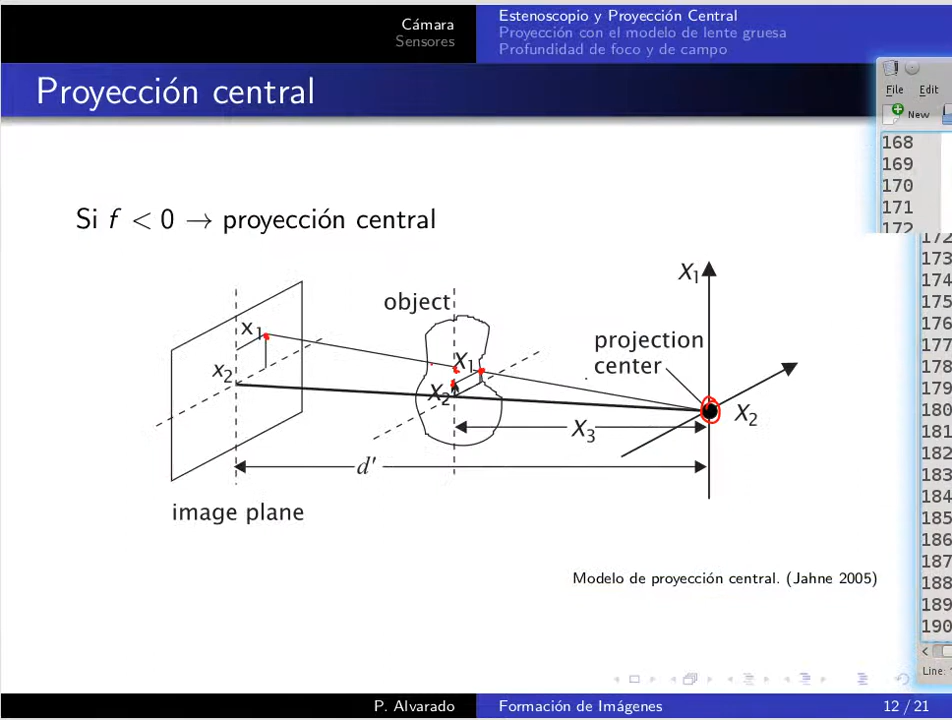 Cámara
Sensores
Estenoscopio y Proyección Central
Proyección con el modelo de lente gruesa
Profundidad de foco y de campo
Proyección central
File Edit
New
168
169
170
171
172
172
173
174
175
176
177
178
179
180
181
182
183
184
185
186
187
188
189
190
Line:
Si f < 0 → proyección central
object
X₁
projection
center
x₁
x₂
X₁
X₂
X₂
X₃
d'
image plane
Modelo de proyección central. (Jahne 2005)
P. Alvarado
Formación de Imágenes
12 / 21